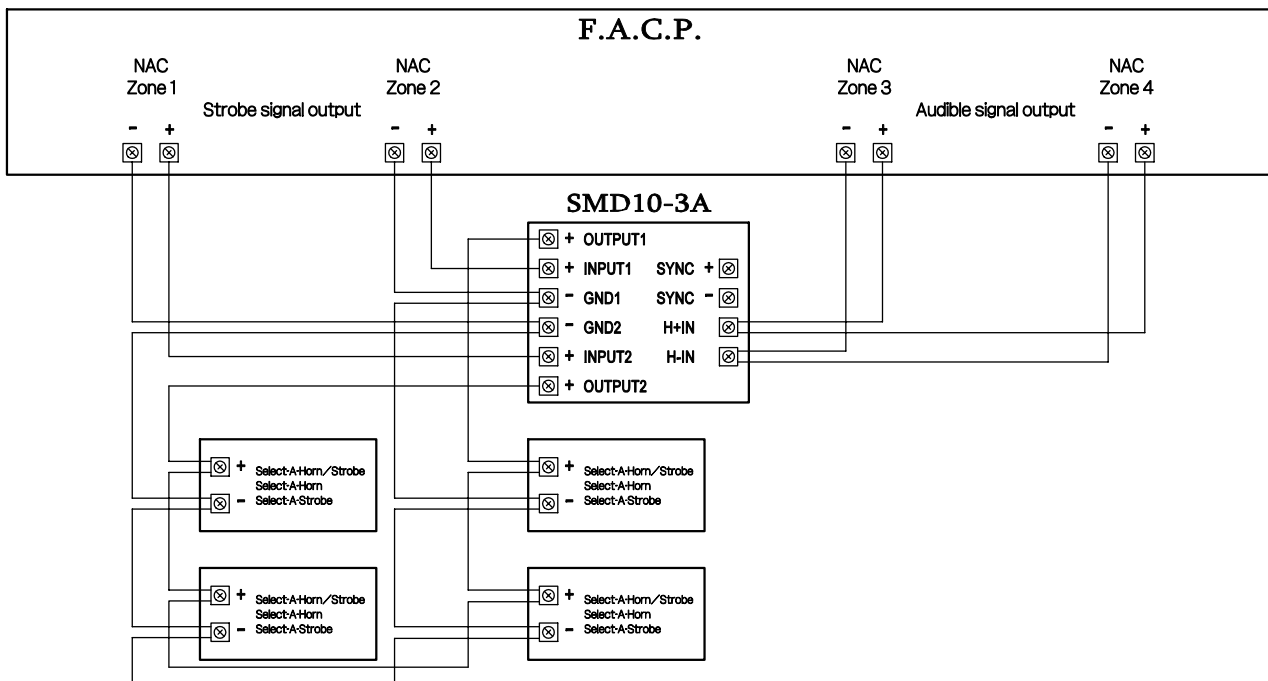 F.A.C.P.
NAC
Zone 1
NAC
Zone 2
NAC
Zone 3
NAC
Zone 4
Strobe signal output
Audible signal output
- +
- +
- +
- +
SMD10-3A
+ OUTPUT1
+ INPUT1 SYNC +
- GND1 SYNC -
- GND2 H+IN
+ INPUT2 H-IN
+ OUTPUT2
+ Select-A-Horn/Strobe
Select-A-Horn
- Select-A-Strobe
+ Select-A-Horn/Strobe
Select-A-Horn
- Select-A-Strobe
+ Select-A-Horn/Strobe
Select-A-Horn
- Select-A-Strobe
+ Select-A-Horn/Strobe
Select-A-Horn
- Select-A-Strobe